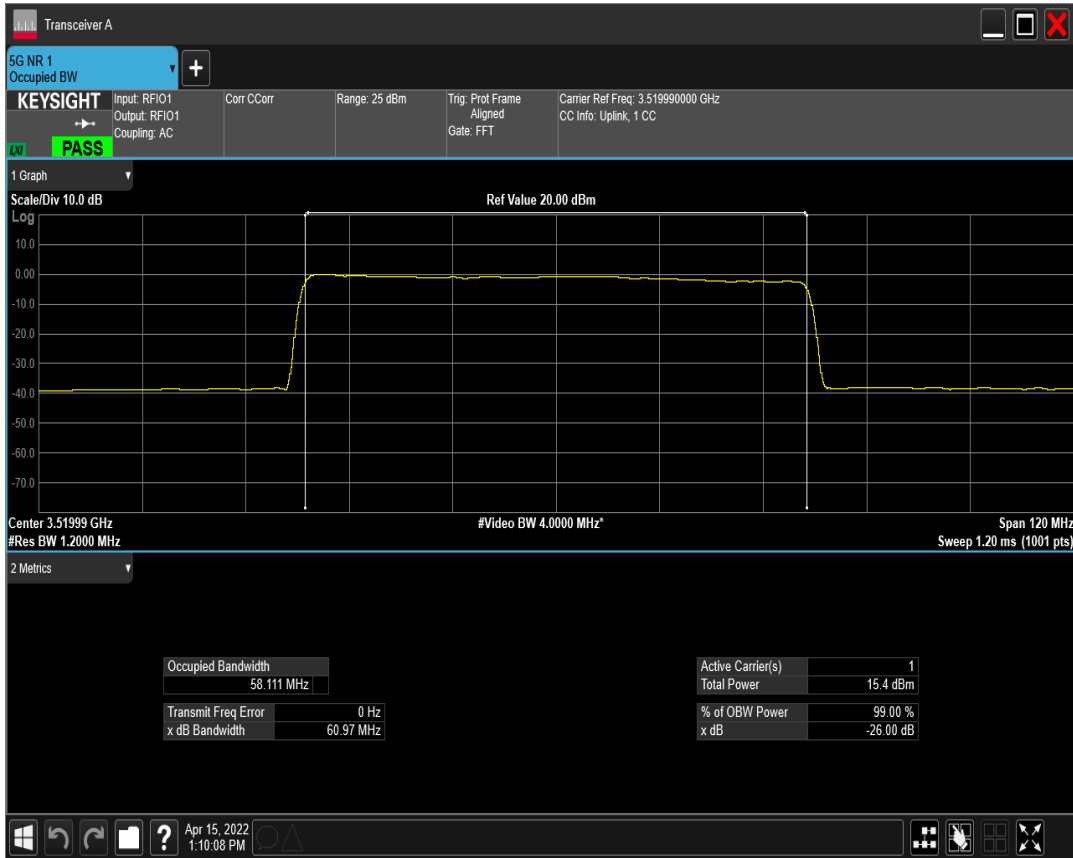 Transceiver A
5G NR 1
Occupied BW
KEYSIGHT
LXI
PASS
Input: RFIO1
Output: RFIO1
Coupling: AC
Corr CCorr
Range: 25 dBm
Trig: Prot Frame
Aligned
Gate: FFT
Carrier Ref Freq: 3.519990000 GHz
CC Info: Uplink, 1 CC
1 Graph
Scale/Div 10.0 dB
Ref Value 20.00 dBm
Log
10.0
0.00
-10.0
-20.0
-30.0
-40.0
-50.0
-60.0
-70.0
Center 3.51999 GHz
#Video BW 4.0000 MHz*
Span 120 MHz
#Res BW 1.2000 MHz
Sweep 1.20 ms (1001 pts)
2 Metrics
Occupied Bandwidth
58.111 MHz
Transmit Freq Error 0 Hz
x dB Bandwidth 60.97 MHz
Active Carrier(s) 1
Total Power 15.4 dBm
% of OBW Power 99.00 %
x dB -26.00 dB
?
Apr 15, 2022
1:10:08 PM